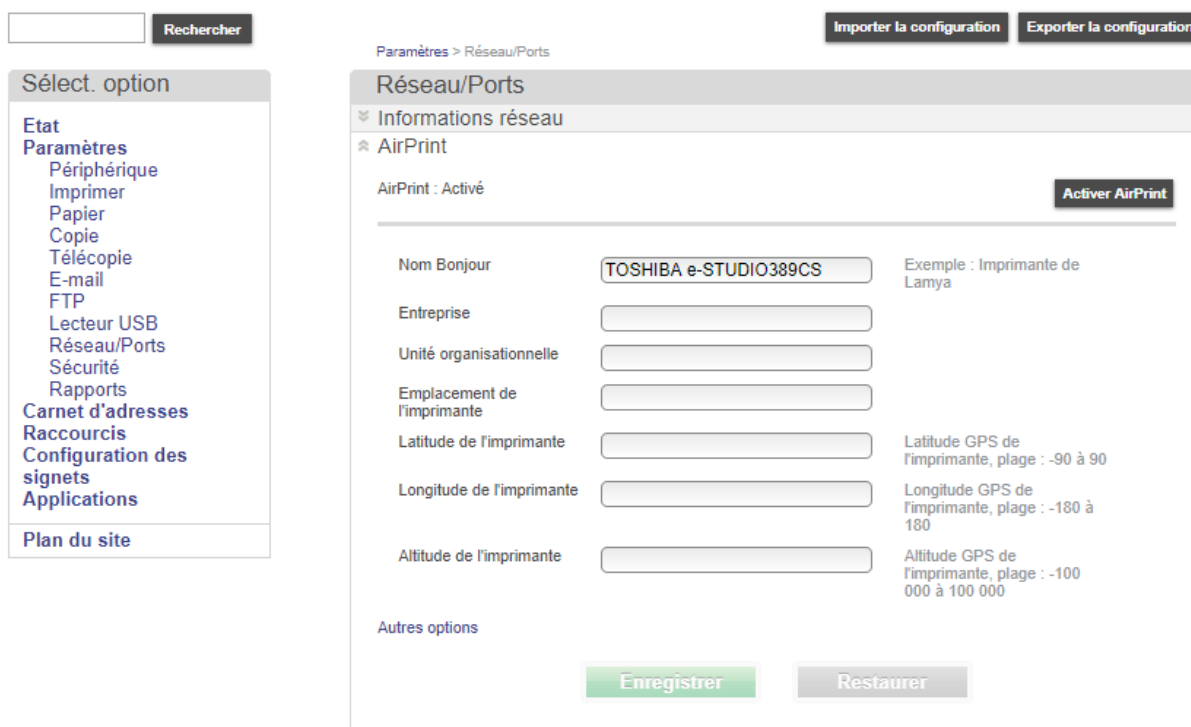 Rechercher
Importer la configuration
Exporter la configuration
Paramètres > Réseau/Ports
Sélect. option
Etat
Paramètres
Périphérique
Imprimer
Papier
Copie
Télécopie
E-mail
FTP
Lecteur USB
Réseau/Ports
Sécurité
Rapports
Carnet d'adresses
Raccourcis
Configuration des
signets
Applications
Plan du site
Réseau/Ports
Informations réseau
AirPrint
AirPrint : Activé
Activer AirPrint
Nom Bonjour
TOSHIBA e-STUDIO389CS
Exemple : Imprimante de
Lamya
Entreprise
Unité organisationnelle
Emplacement de
l'imprimante
Latitude de l'imprimante
Latitude GPS de
l'imprimante, plage : -90 à 90
Longitude de l'imprimante
Longitude GPS de
l'imprimante, plage : -180 à
180
Altitude de l'imprimante
Altitude GPS de
l'imprimante, plage : -100
000 à 100 000
Autres options
Enregistrer
Restaurer